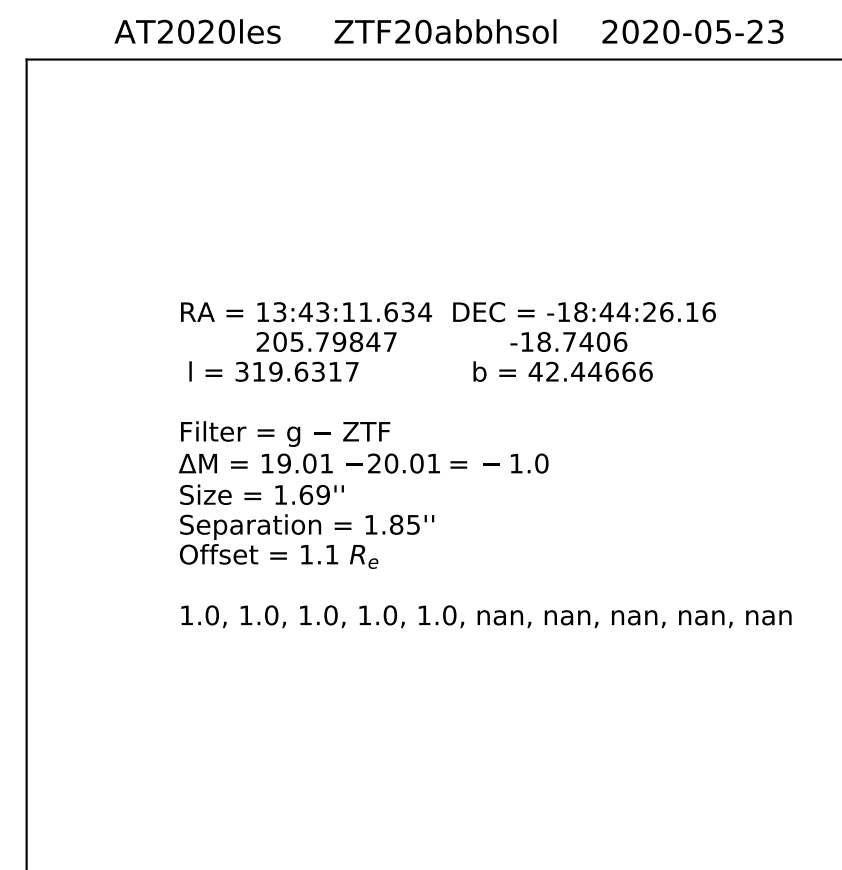 AT2020les ZTF20abbhsol 2020-05-23
RA = 13:43:11.634 DEC = -18:44:26.16
205.79847 -18.7406
l = 319.6317 b = 42.44666
Filter = g − ZTF
ΔM = 19.01 −20.01 = − 1.0
Size = 1.69''
Separation = 1.85''
Offset = 1.1 Rₑ
1.0, 1.0, 1.0, 1.0, 1.0, nan, nan, nan, nan, nan